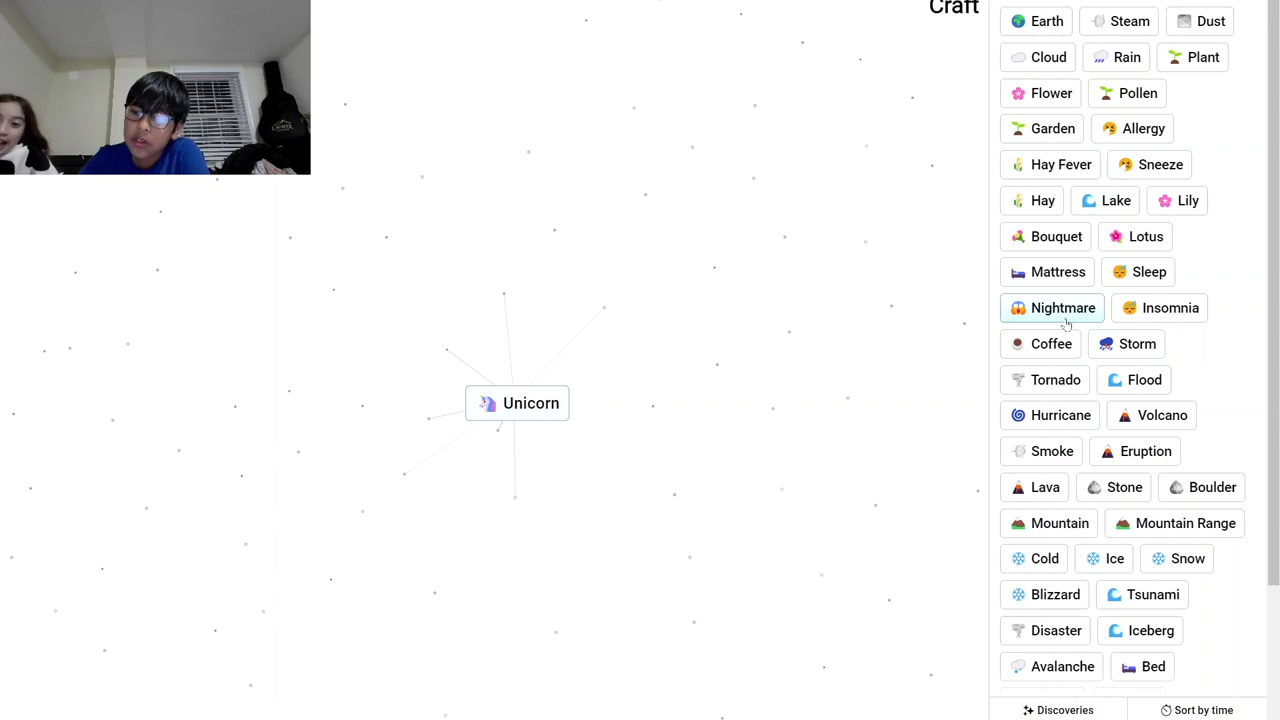 Craft
Earth Steam Dust
Cloud Rain Plant
Flower Pollen
Garden Allergy
Hay Fever Sneeze
Hay Lake Lily
Bouquet Lotus
Mattress Sleep
Nightmare Insomnia
Coffee Storm
Tornado Flood
Unicorn
Hurricane Volcano
Smoke Eruption
Lava Stone Boulder
Mountain Mountain Range
Cold Ice Snow
Blizzard Tsunami
Disaster Iceberg
Avalanche Bed
Discoveries Sort by time